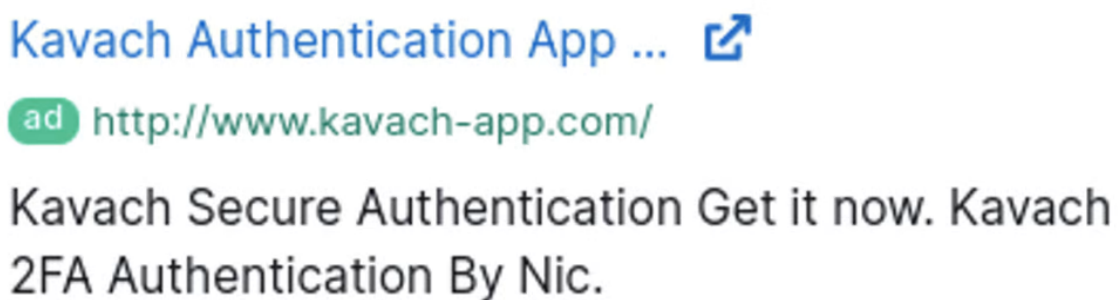 Kavach Authentication App ...
ad http://www.kavach-app.com/
Kavach Secure Authentication Get it now. Kavach
2FA Authentication By Nic.